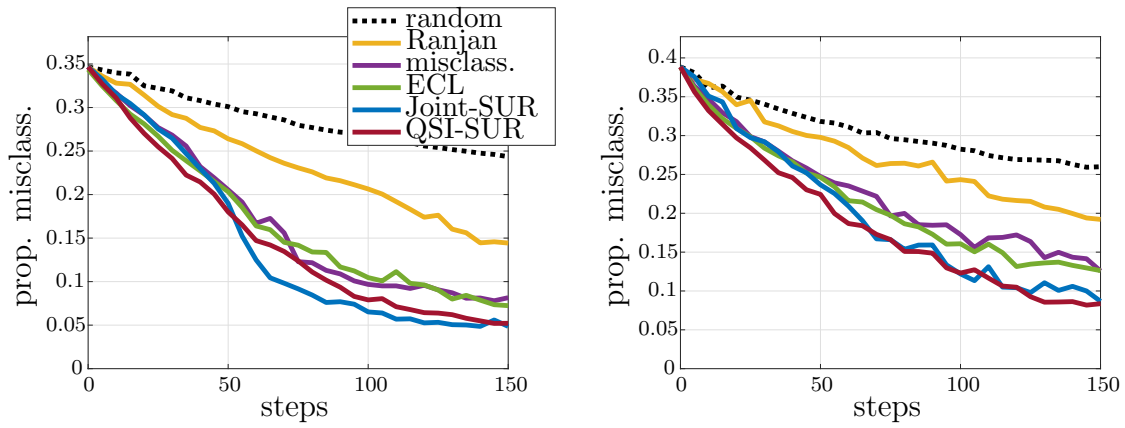 random
Ranjan
misclass.
ECL
Joint-SUR
QSI-SUR
prop. misclass.
0.35
0.3
0.25
0.2
0.15
0.1
0.05
0
0 50 100 150
steps
prop. misclass.
0.4
0.35
0.3
0.25
0.2
0.15
0.1
0.05
0
0 50 100 150
steps